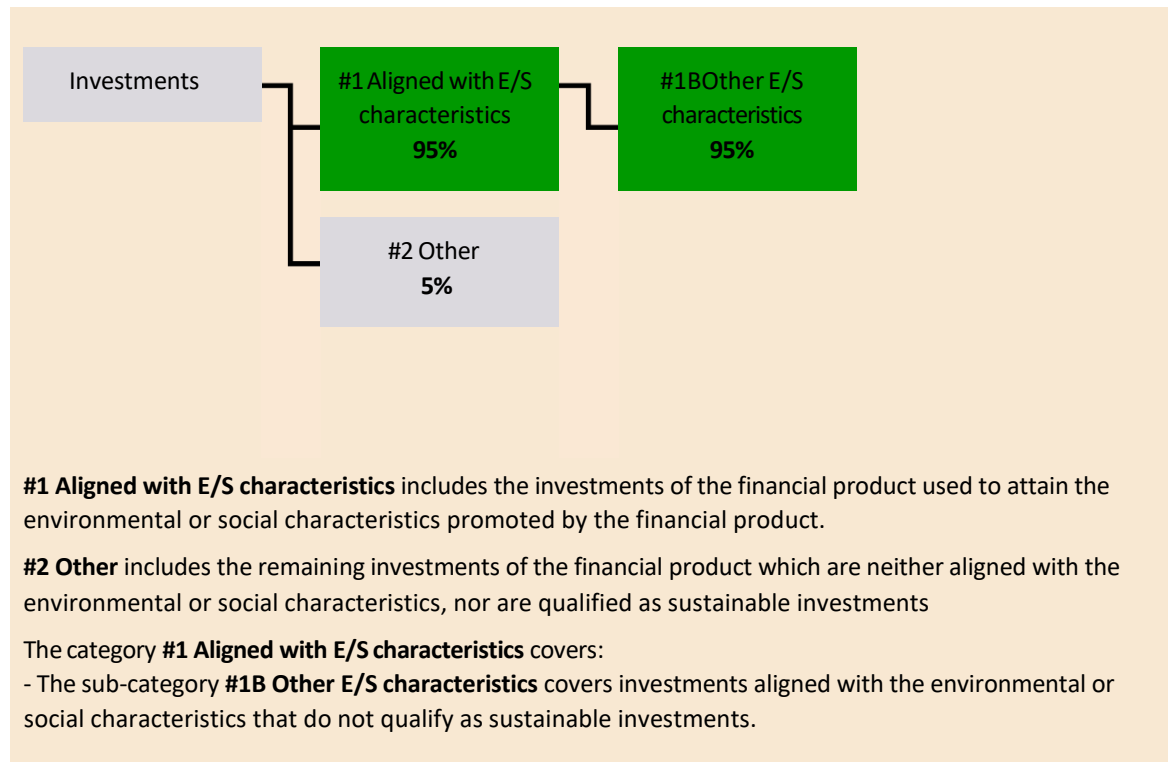 Investments
#1 Aligned with E/S
characteristics
95%
#1BOther E/S
characteristics
95%
#2 Other
5%
#1 Aligned with E/S characteristics includes the investments of the financial product used to attain the
environmental or social characteristics promoted by the financial product.
#2 Other includes the remaining investments of the financial product which are neither aligned with the
environmental or social characteristics, nor are qualified as sustainable investments
The category #1 Aligned with E/S characteristics covers:
- The sub-category #1B Other E/S characteristics covers investments aligned with the environmental or
social characteristics that do not qualify as sustainable investments.